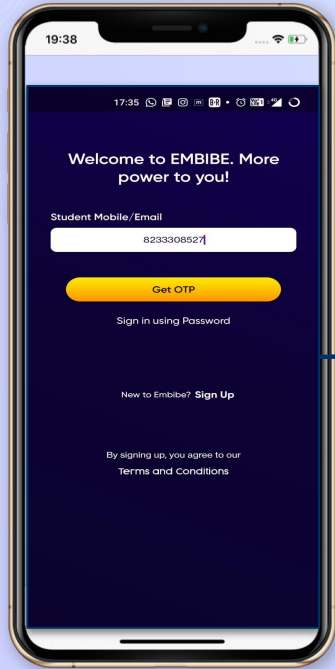 19:38
17:35
Welcome to EMBIBE. More
power to you!
Student Mobile/Email
8233308527
Get OTP
Sign in using Password
New to Embibe? Sign Up
By signing up, you agree to our
Terms and Conditions